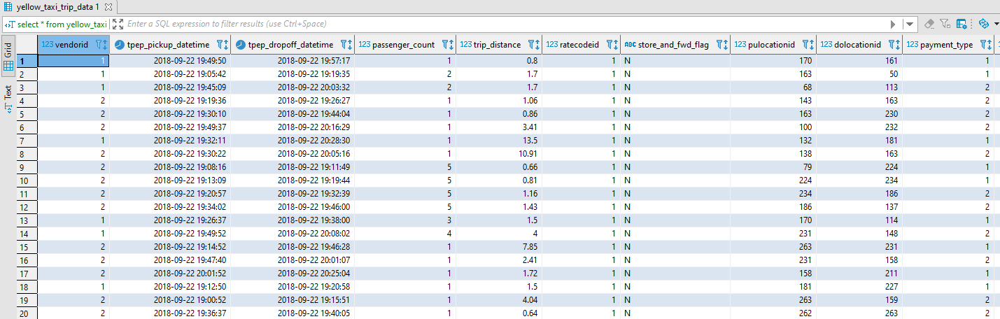 yellow_taxi_trip_data 1
select * from yellow_taxi Enter a SQL expression to filter results (use Ctrl+Space)
Grid
Text
123 vendorid tpep_pickup_datetime tpep_dropoff_datetime 123 passenger_count 123 trip_distance 123 ratecodeid ABC store_and_fwd_flag 123 pulocationid 123 dolocationid 123 payment_type
1 1 2018-09-22 19:49:50 2018-09-22 19:57:17 1 0.8 1 N 170 161 1
2 1 2018-09-22 19:05:42 2018-09-22 19:19:35 2 1.7 1 N 163 50 1
3 1 2018-09-22 19:45:09 2018-09-22 20:03:32 2 1.7 1 N 68 113 2
4 2 2018-09-22 19:19:36 2018-09-22 19:26:27 1 1.06 1 N 143 163 2
5 2 2018-09-22 19:30:10 2018-09-22 19:44:04 1 0.86 1 N 163 230 2
6 2 2018-09-22 19:49:37 2018-09-22 20:16:29 1 3.41 1 N 100 232 2
7 1 2018-09-22 19:32:11 2018-09-22 20:28:30 1 13.5 1 N 132 181 1
8 2 2018-09-22 19:30:22 2018-09-22 20:05:16 1 10.91 1 N 138 163 2
9 2 2018-09-22 19:08:16 2018-09-22 19:11:49 5 0.66 1 N 79 224 1
10 2 2018-09-22 19:13:09 2018-09-22 19:19:44 5 0.81 1 N 224 234 1
11 2 2018-09-22 19:20:57 2018-09-22 19:32:39 5 1.16 1 N 234 186 2
12 2 2018-09-22 19:34:02 2018-09-22 19:46:00 5 1.43 1 N 186 137 2
13 1 2018-09-22 19:26:37 2018-09-22 19:38:00 3 1.5 1 N 170 114 1
14 1 2018-09-22 19:49:52 2018-09-22 20:08:02 4 4 1 N 231 148 2
15 2 2018-09-22 19:14:52 2018-09-22 19:46:28 1 7.85 1 N 263 231 1
16 2 2018-09-22 19:47:40 2018-09-22 20:01:07 1 2.41 1 N 231 158 2
17 2 2018-09-22 20:01:52 2018-09-22 20:25:04 1 1.72 1 N 158 211 1
18 1 2018-09-22 19:12:50 2018-09-22 19:20:58 1 1.5 1 N 181 227 1
19 2 2018-09-22 19:00:52 2018-09-22 19:15:51 1 4.04 1 N 263 159 2
20 2 2018-09-22 19:36:37 2018-09-22 19:40:05 1 0.64 1 N 262 263 2